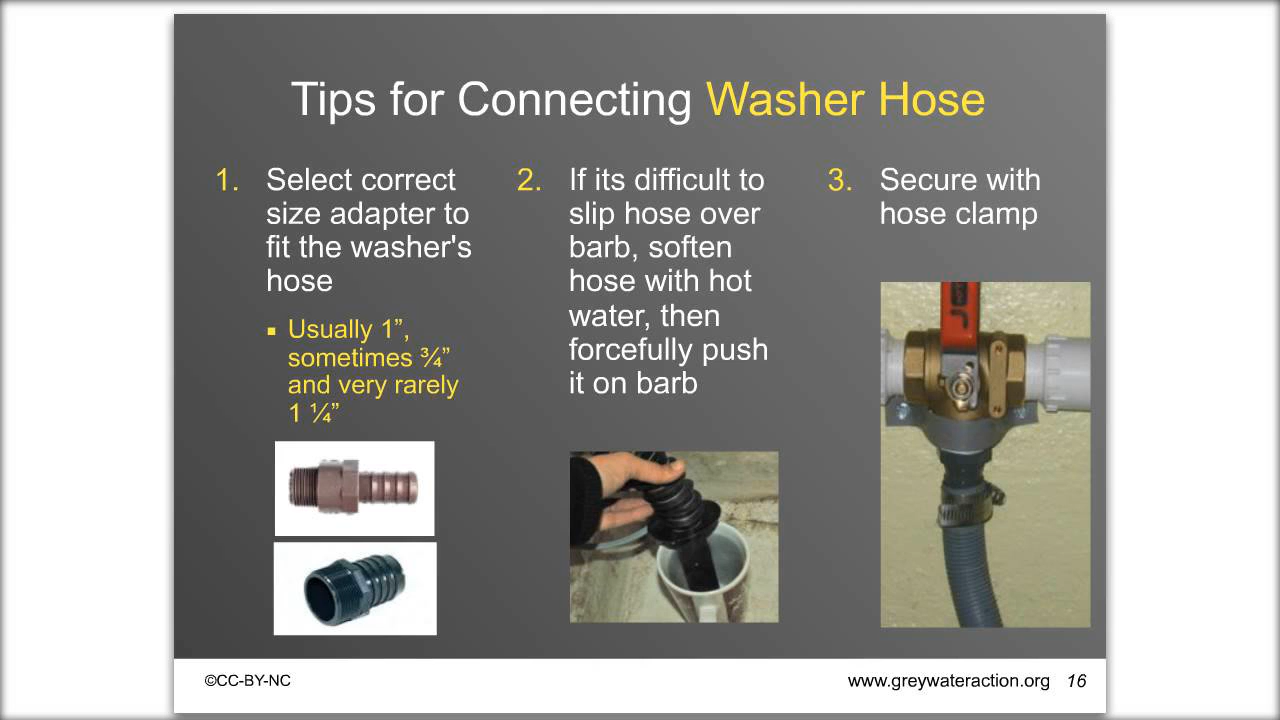 Tips for Connecting Washer Hose
1. Select correct
size adapter to
fit the washer's
hose
▪ Usually 1”,
sometimes ¾”
and very rarely
1 ¼”
2. If its difficult to
slip hose over
barb, soften
hose with hot
water, then
forcefully push
it on barb
3. Secure with
hose clamp
©CC-BY-NC
www.greywateraction.org 16